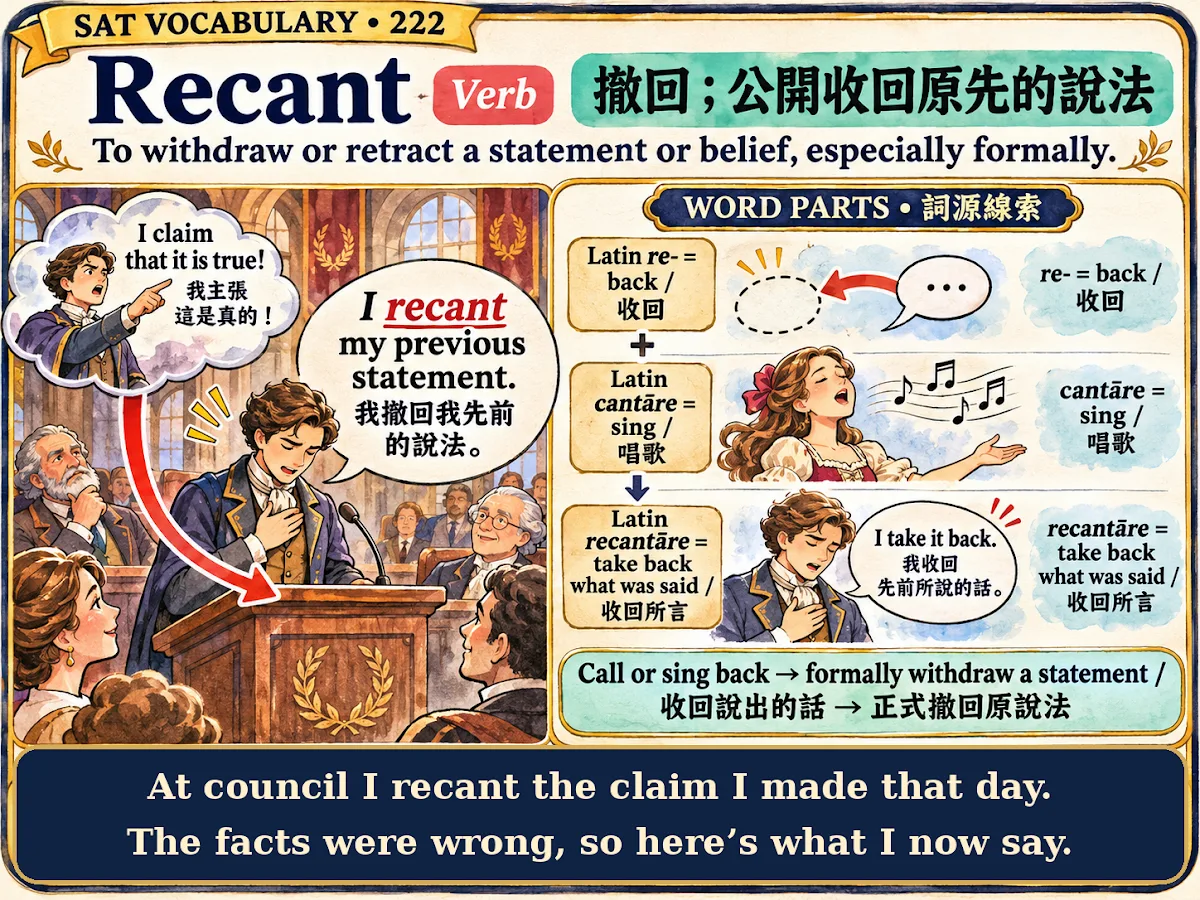 SAT VOCABULARY • 222
Recant
Verb
撤回；公開收回原先的說法
To withdraw or retract a statement or belief, especially formally.
I claim
that it is true!
我主張
這是真的！
I recant
my previous
statement.
我撤回我先前
的說法。
WORD PARTS • 詞源線索
Latin re- =
back /
收回
re- = back /
收回
+
Latin
cantāre =
sing /
唱歌
cantāre =
sing /
唱歌
Latin
recantāre =
take back
what was said /
收回所言
I take it back.
我收回
先前所說的話。
recantāre =
take back
what was said /
收回所言
Call or sing back → formally withdraw a statement /
收回說出的話 → 正式撤回原說法
At council I recant the claim I made that day.
The facts were wrong, so here’s what I now say.